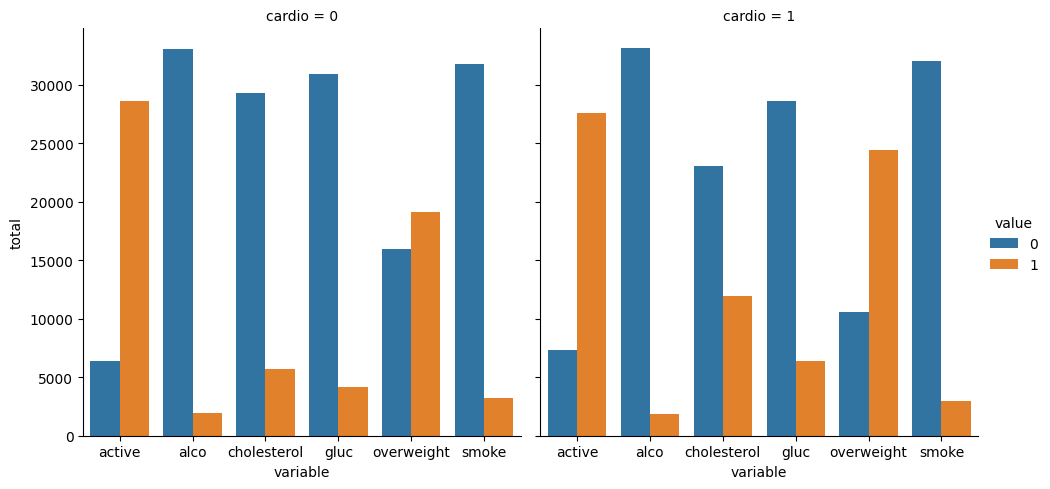 cardio = 0
cardio = 1
total
30000
25000
20000
15000
10000
5000
0
active alco cholesterol gluc overweight smoke
variable
active alco cholesterol gluc overweight smoke
variable
value
0
1